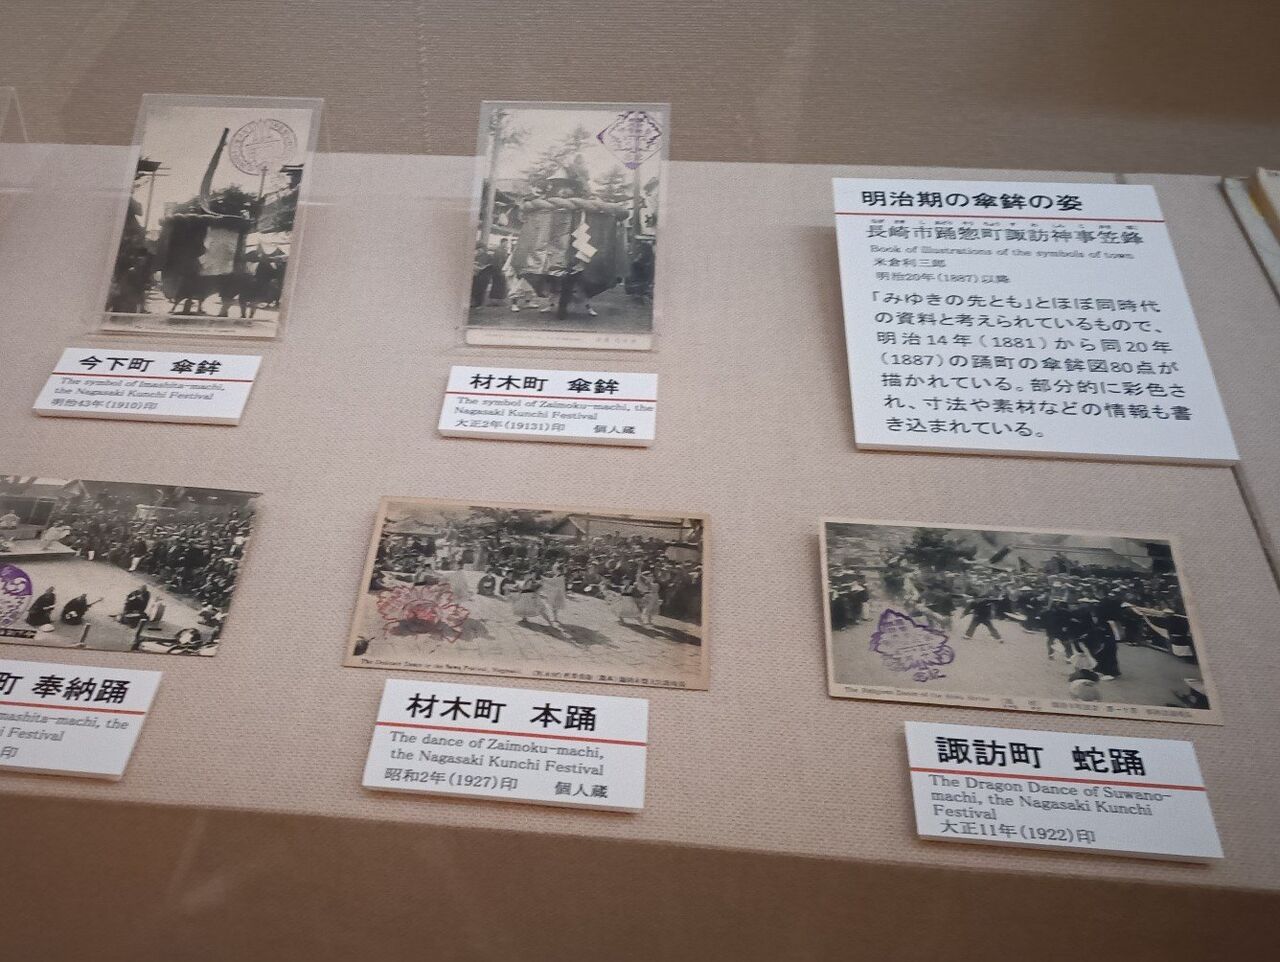 今下町 傘鉾
The symbol of Imashita-machi,
the Nagasaki Kunchi Festival
明治43年(1910)印
材木町 傘鉾
The symbol of Zaimoku-machi, the
Nagasaki Kunchi Festival
大正2年(19131)印 個人蔵
明治期の傘鉾の姿
長崎市踊惣町諏訪神事笠鋒
Book of illustrations of the symbols of town
米倉利三郎
明治20年(1887)以降
「みゆきの先とも」とほぼ同時代
の資料と考えられているもので、
明治14年(1881)から同20年
(1887)の踊町の傘鉾図80点が
描かれている。部分的に彩色さ
れ、寸法や素材などの情報も書
き込まれている。
町 奉納踊
mashita-machi, the
i Festival
印
材木町 本踊
The dance of Zaimoku-machi,
the Nagasaki Kunchi Festival
昭和2年(1927)印 個人蔵
諏訪町 蛇踊
The Dragon Dance of Suwano-
machi, the Nagasaki Kunchi
Festival
大正11年(1922)印